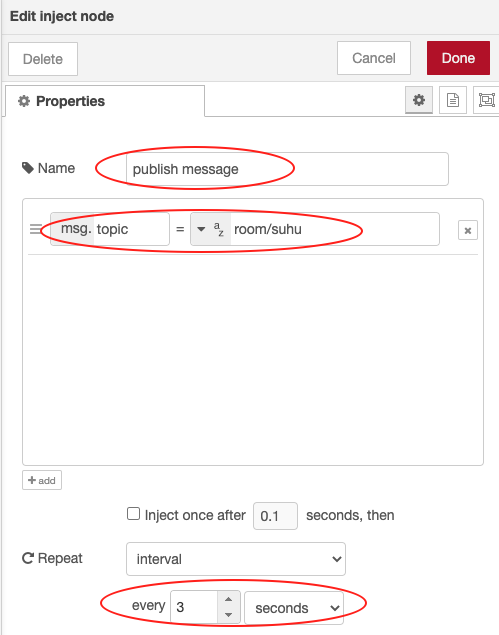 Edit inject node
Delete Cancel Done
Properties
Name publish message
msg. topic = az room/suhu
add
Inject once after 0.1 seconds, then
Repeat interval
every 3 seconds